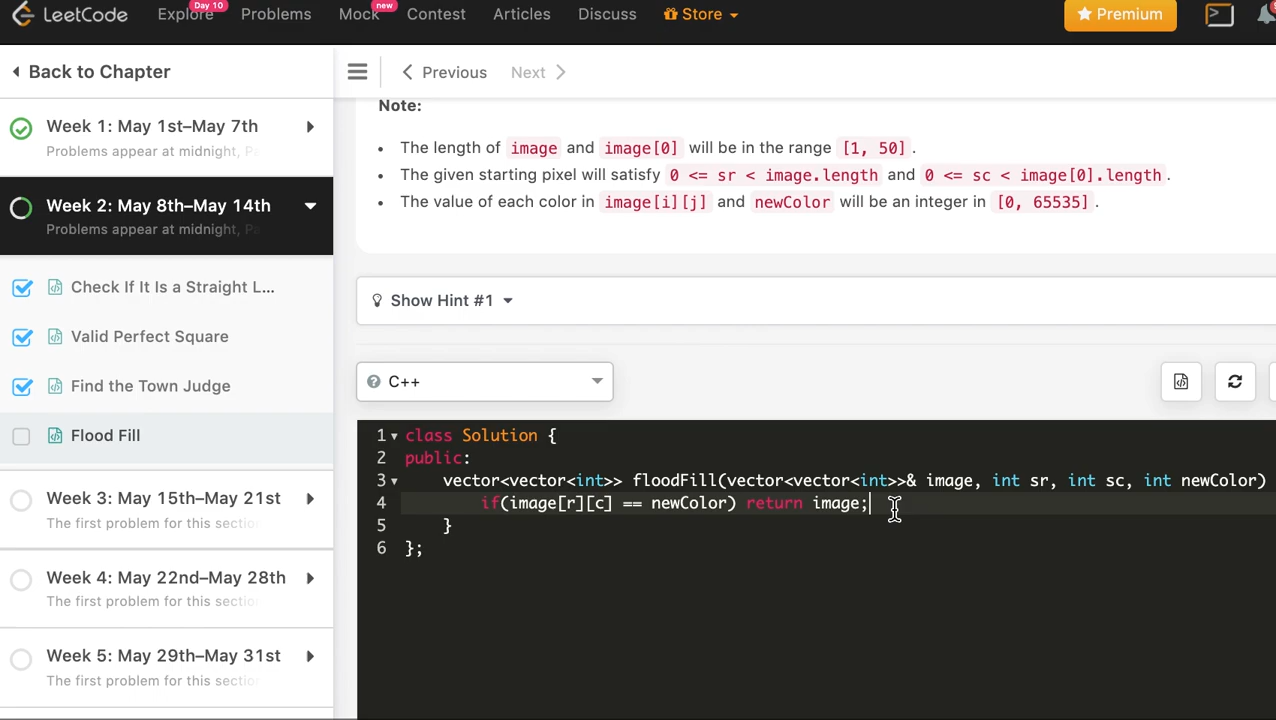 LeetCode Explore Day 10 Problems Mock new Contest Articles Discuss Store Premium
Back to Chapter
Previous Next
Week 1: May 1st–May 7th
Problems appear at midnight,
Week 2: May 8th–May 14th
Problems appear at midnight,
Check If It Is a Straight L...
Valid Perfect Square
Find the Town Judge
Flood Fill
Week 3: May 15th–May 21st
The first problem for this sectio
Week 4: May 22nd–May 28th
The first problem for this sectio
Week 5: May 29th–May 31st
The first problem for this sectio
Note:
The length of image and image[0] will be in the range [1, 50] .
The given starting pixel will satisfy 0 <= sr < image.length and 0 <= sc < image[0].length .
The value of each color in image[i][j] and newColor will be an integer in [0, 65535] .
Show Hint #1
C++
1 class Solution {
2 public:
3 vector<vector<int>> floodFill(vector<vector<int>>& image, int sr, int sc, int newColor)
4 if(image[r][c] == newColor) return image;
5 }
6 };